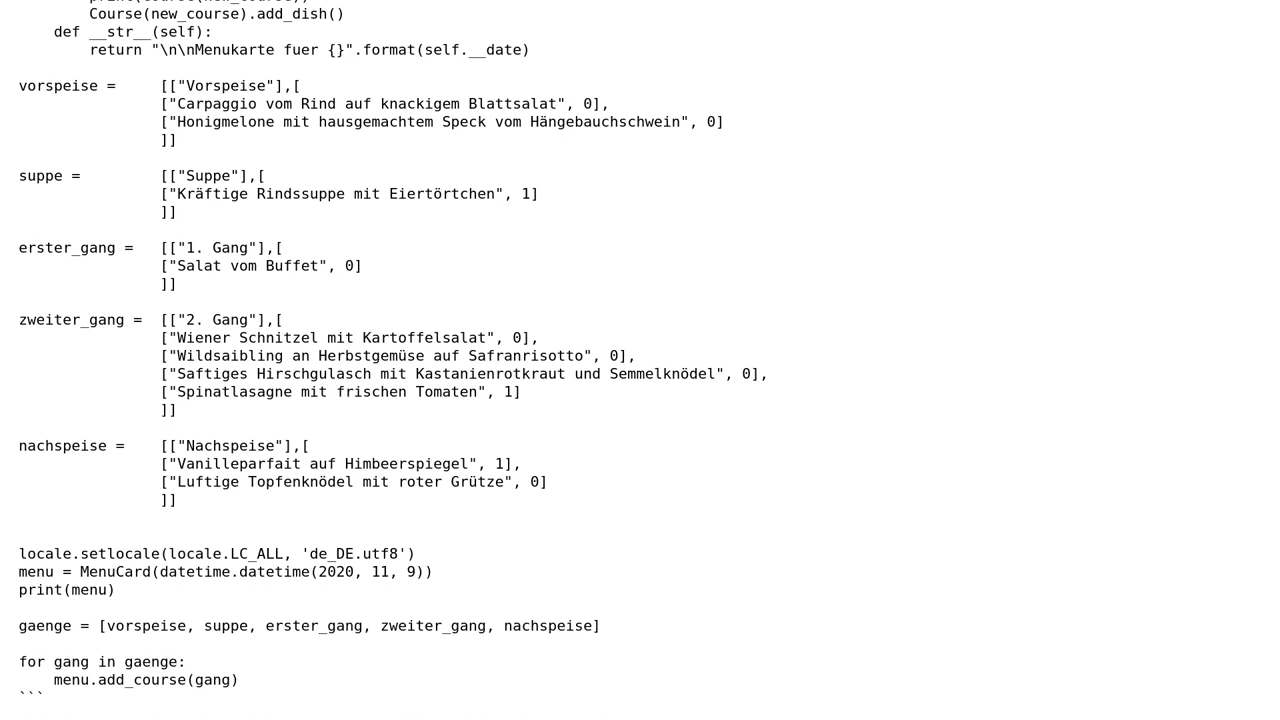 Course(new_course).add_dish()
    def __str__(self):
        return "\n\nMenukarte fuer {}".format(self.__date)
vorspeise =     [["Vorspeise"],[
                ["Carpaggio vom Rind auf knackigem Blattsalat", 0],
                ["Honigmelone mit hausgemachtem Speck vom Hängebauchschwein", 0]
                ]]
suppe =         [["Suppe"],[
                ["Kräftige Rindssuppe mit Eiertörtchen", 1]
                ]]
erster_gang =   [["1. Gang"],[
                ["Salat vom Buffet", 0]
                ]]
zweiter_gang =  [["2. Gang"],[
                ["Wiener Schnitzel mit Kartoffelsalat", 0],
                ["Wildsaibling an Herbstgemüse auf Safranrisotto", 0],
                ["Saftiges Hirschgulasch mit Kastanienrotkraut und Semmelknödel", 0],
                ["Spinatlasagne mit frischen Tomaten", 1]
                ]]
nachspeise =    [["Nachspeise"],[
                ["Vanilleparfait auf Himbeerspiegel", 1],
                ["Luftige Topfenknödel mit roter Grütze", 0]
                ]]
locale.setlocale(locale.LC_ALL, 'de_DE.utf8')
menu = MenuCard(datetime.datetime(2020, 11, 9))
print(menu)
gaenge = [vorspeise, suppe, erster_gang, zweiter_gang, nachspeise]
for gang in gaenge:
    menu.add_course(gang)
```